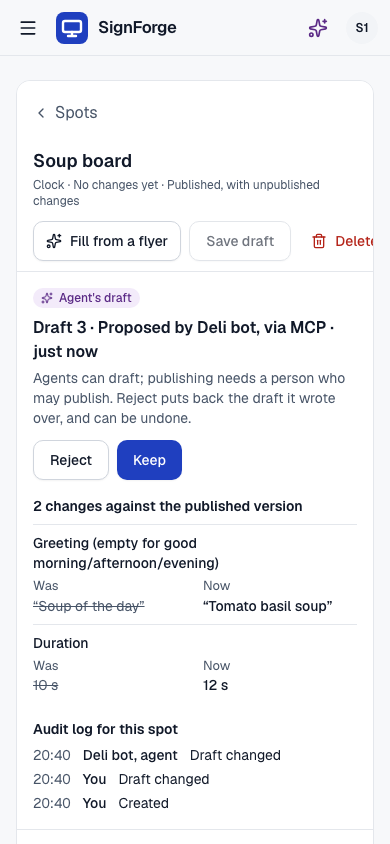 SignForge
S1
Spots
Soup board
Clock · No changes yet · Published, with unpublished
changes
Fill from a flyer
Save draft
Delete
Agent's draft
Draft 3 · Proposed by Deli bot, via MCP ·
just now
Agents can draft; publishing needs a person who
may publish. Reject puts back the draft it wrote
over, and can be undone.
Reject
Keep
2 changes against the published version
Greeting (empty for good
morning/afternoon/evening)
Was
Now
“Soup of the day”
“Tomato basil soup”
Duration
Was
Now
10 s
12 s
Audit log for this spot
20:40 Deli bot, agent Draft changed
20:40 You Draft changed
20:40 You Created